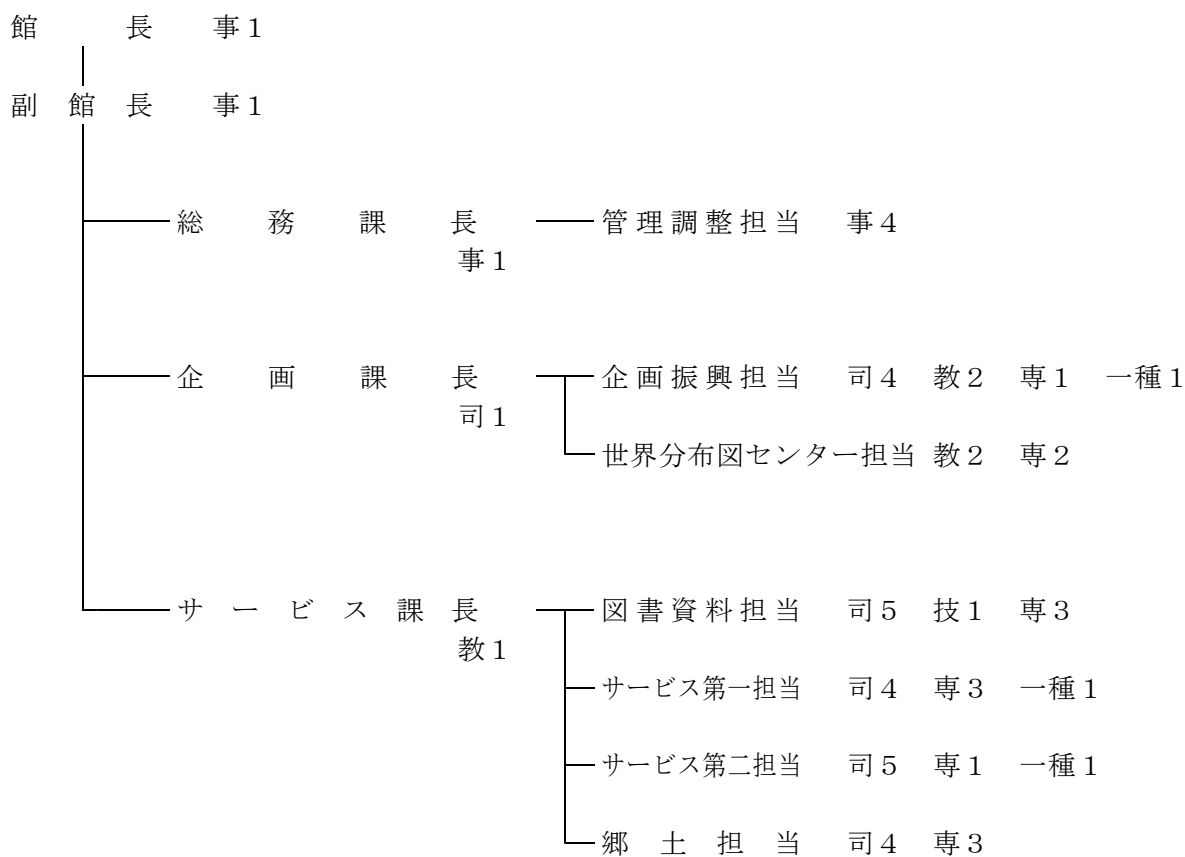 館長 事1
副館長 事1
総務課長 管理調整担当 事4
事1
企画課長 企画振興担当 司4 教2 専1 一種1
司1
世界分布図センター担当 教2 専2
サービス課長 図書資料担当 司5 技1 専3
教1
サービス第一担当 司4 専3 一種1
サービス第二担当 司5 専1 一種1
郷土担当 司4 専3